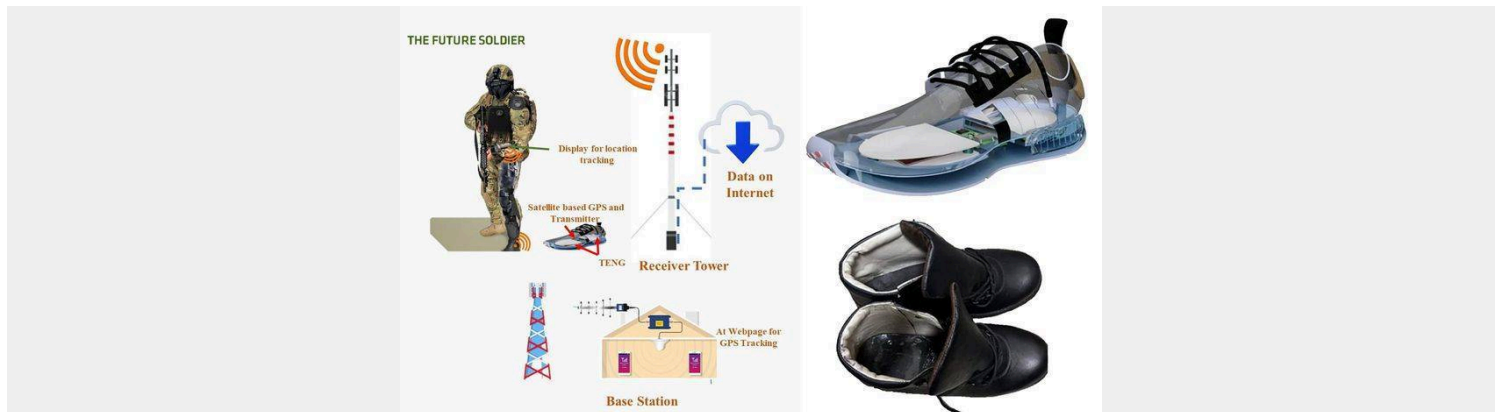 THE FUTURE SOLDIER
Display for location
tracking
Data on
Internet
Satellite based GPS and
Transmitter
TENG
Receiver Tower
At Webpage for
GPS Tracking
Base Station